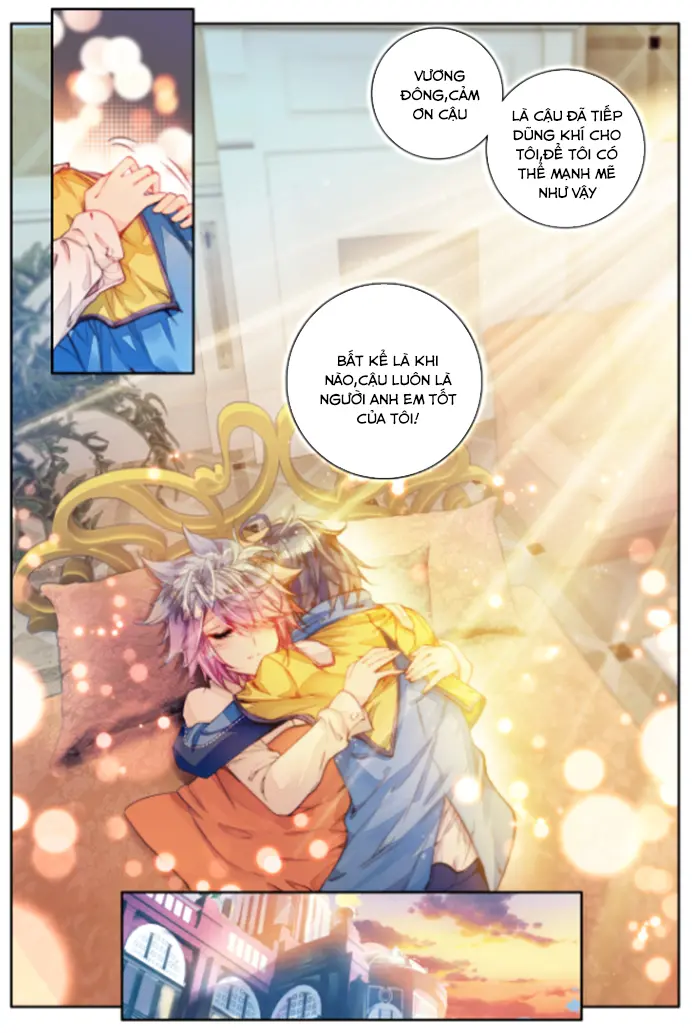 VƯƠNG
ĐÔNG,CẢM
ƠN CẬU
LÀ CẬU ĐÃ TIẾP
DŨNG KHÍ CHO
TÔI,ĐỂ TÔI CÓ
THỂ MẠNH MẼ
NHƯ VẬY
BẤT KỂ LÀ KHI
NÀO,CẬU LUÔN LÀ
NGƯỜI ANH EM TỐT
CỦA TÔI!